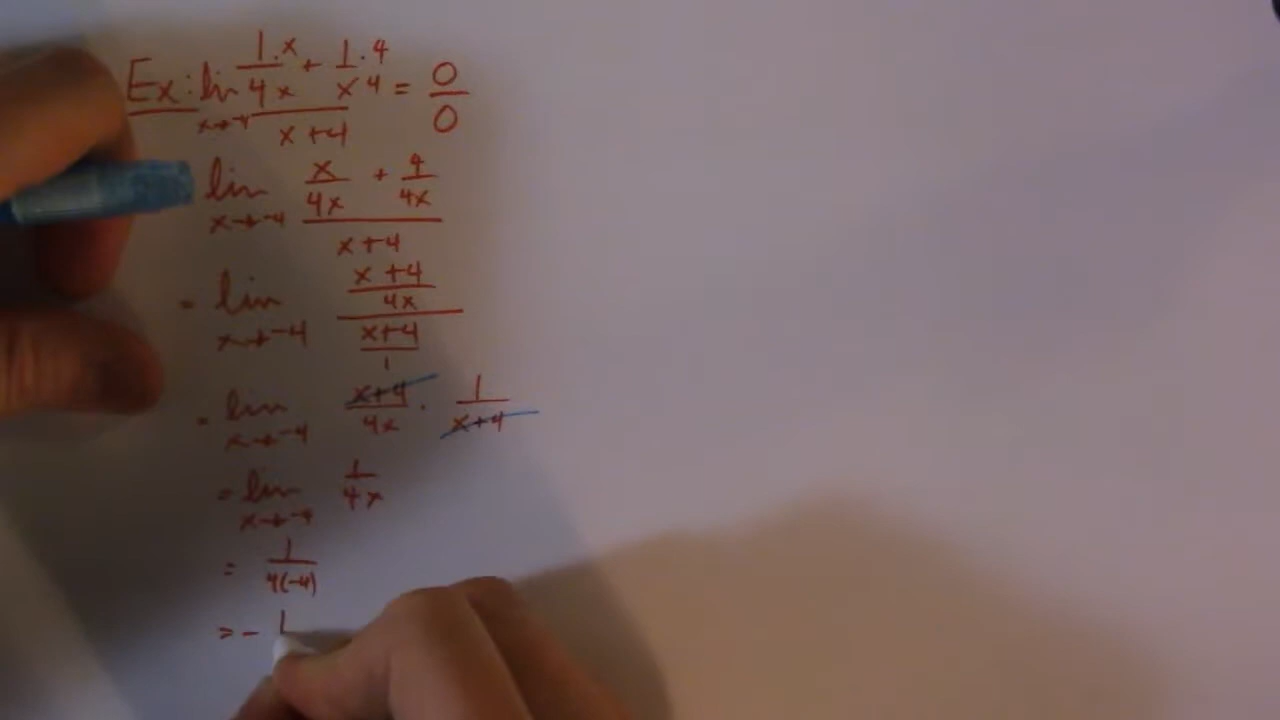 Ex: lim x→-4 (1·x/4x + 1·4/x4)/(x+4) = 0/0
lim x→-4 (x/4x + 4/4x)/(x+4)
= lim x→-4 ((x+4)/4x)/((x+4)/1)
= lim x→-4 (x+4)/4x · 1/(x+4)
= lim x→-4 1/4x
= 1/4(-4)
= - 1